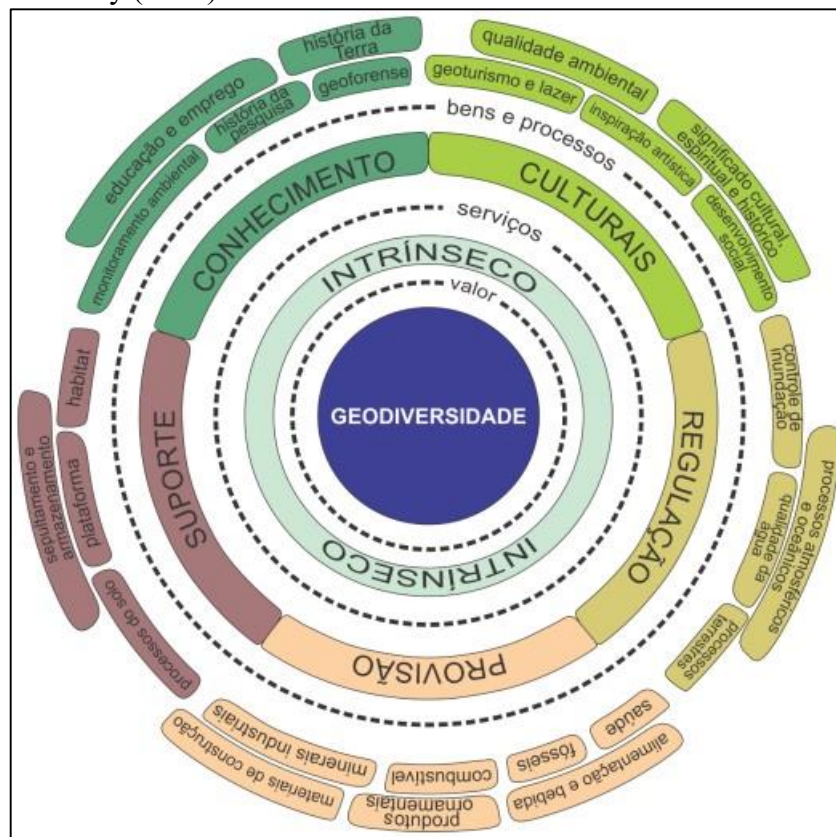 história da
Terra
qualidade ambiental
educação e emprego
história da
pesquisa
geoforense
geoturismo e lazer
inspiração artística
significado cultural,
espiritual e histórico
monitoramento ambiental
desenvolvimento
social
bens e processos
CONHECIMENTO
CULTURAIS
serviços
INTRÍNSECO
valor
GEODIVERSIDADE
INTRÍNSECO
habitat
plataforma
sepultamento e
armazenamento
processos do solo
SUPORTE
REGULAÇÃO
controle de
inundação
processos atmosféricos
e oceânicos
qualidade da
água
processos
terrestres
PROVISÃO
minerais industriais
materiais de construção
combustível
produtos
ornamentais
fósseis
saúde
alimentação e bebida